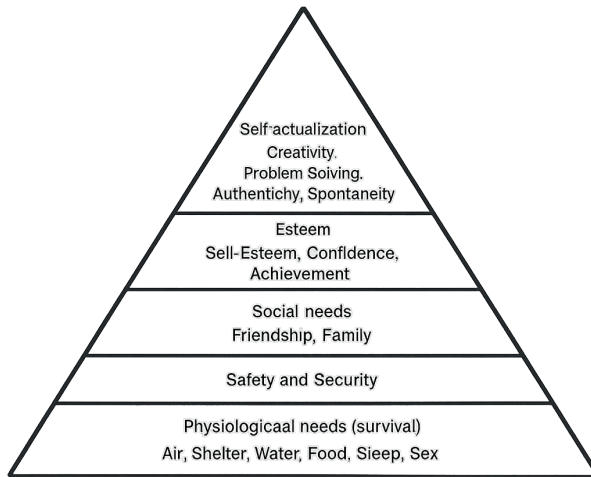 Self-actualization
Creativity.
Problem Soiving.
Authentichy, Spontaneity
Esteem
Sell-Esteem, Confldence,
Achievement
Social needs
Friendship, Family
Safety and Security
Physiologicaal needs (survival)
Air, Shelter, Water, Food, Sieep, Sex